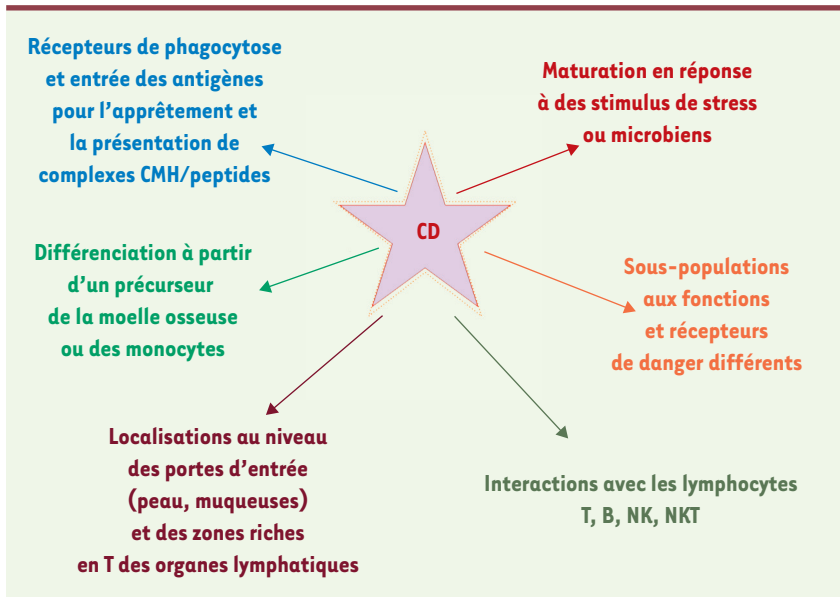 Récepteurs de phagocytose
et entrée des antigènes
pour l'apprêtement et
la présentation de
complexes CMH/peptides
Maturation en réponse
à des stimulus de stress
ou microbiens
CD
Différenciation à partir
d'un précurseur
de la moelle osseuse
ou des monocytes
Sous-populations
aux fonctions
et récepteurs
de danger différents
Localisations au niveau
des portes d'entrée
(peau, muqueuses)
et des zones riches
en T des organes lymphatiques
Interactions avec les lymphocytes
T, B, NK, NKT